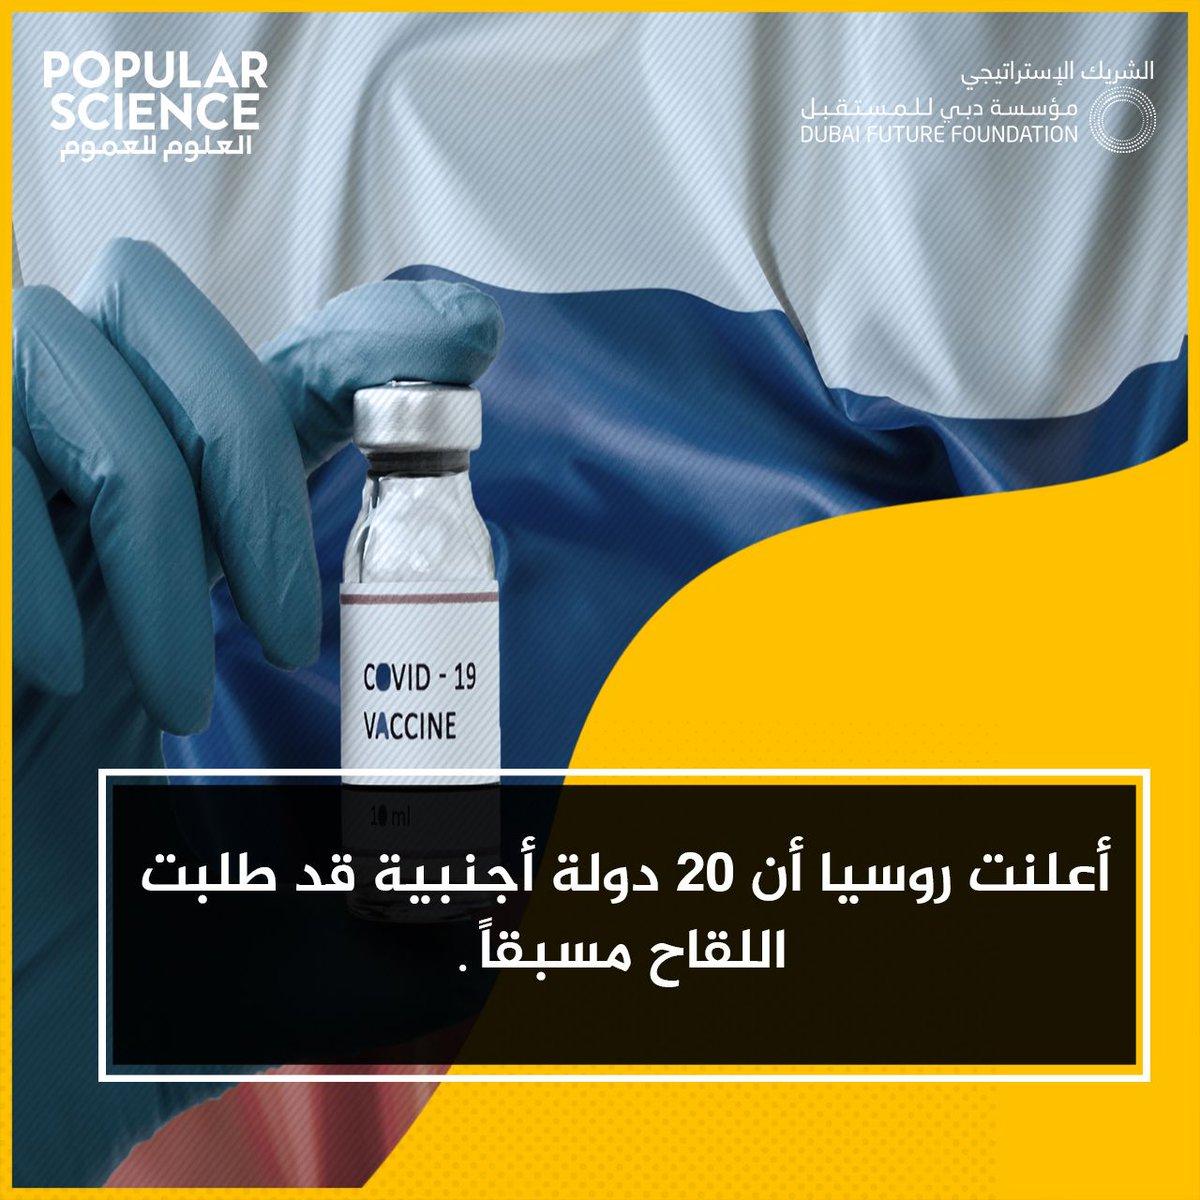 POPULAR
SCIENCE
العلوم للعموم
الشريك الإستراتيجي
مؤسسة دبي للمستقبل
DUBAI FUTURE FOUNDATION
COVID - 19
VACCINE
10 ml
أعلنت روسيا أن 20 دولة أجنبية قد طلبت
اللقاح مسبقاً.